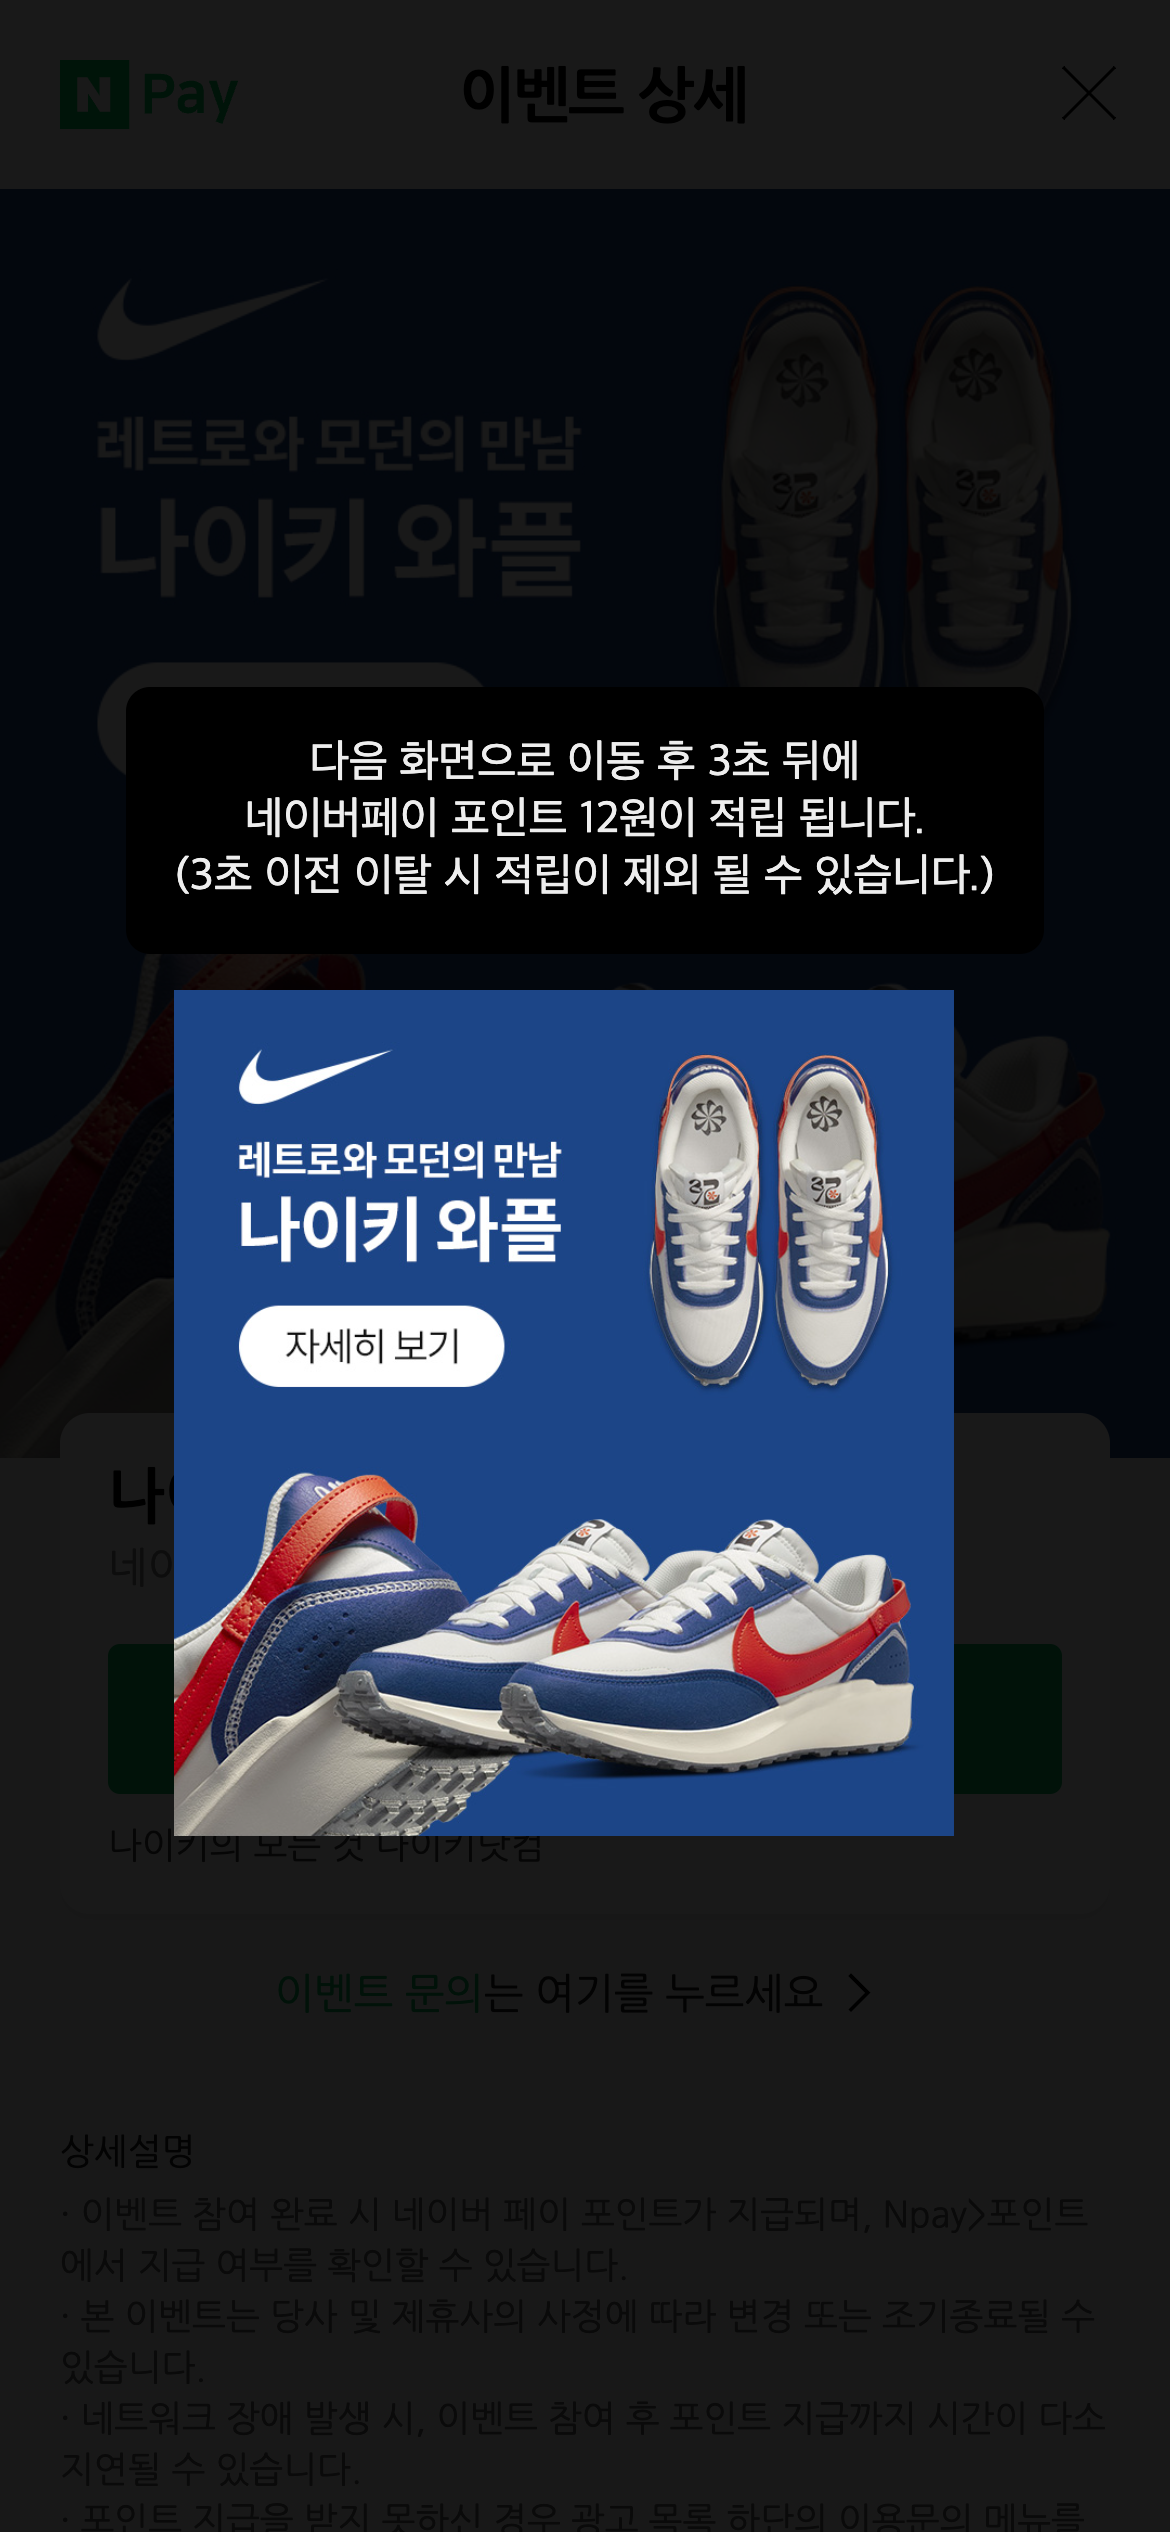 N Pay
이벤트 상세
레트로와 모던의 만남
나이키 와플
다음 화면으로 이동 후 3초 뒤에
네이버페이 포인트 12원이 적립 됩니다.
(3초 이전 이탈 시 적립이 제외 될 수 있습니다.)
레트로와 모던의 만남
나이키 와플
자세히 보기
나이키의 모든 것 나이키닷컴
이벤트 문의는 여기를 누르세요
상세설명
· 이벤트 참여 완료 시 네이버 페이 포인트가 지급되며, Npay>포인트
에서 지급 여부를 확인할 수 있습니다.
· 본 이벤트는 당사 및 제휴사의 사정에 따라 변경 또는 조기종료될 수
있습니다.
· 네트워크 장애 발생 시, 이벤트 참여 후 포인트 지급까지 시간이 다소
지연될 수 있습니다.
· 포인트 지급을 받지 못하신 경우 광고 목록 하단의 이용문의 메뉴를